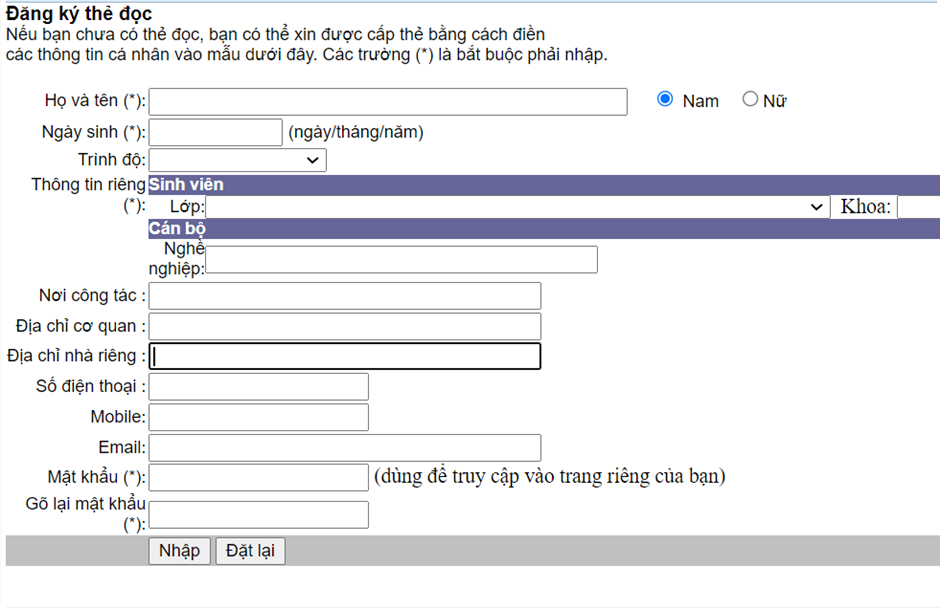 Đăng ký thẻ đọc
Nếu bạn chưa có thẻ đọc, bạn có thể xin được cấp thẻ bằng cách điền
các thông tin cá nhân vào mẫu dưới đây. Các trường (*) là bắt buộc phải nhập.
Họ và tên (*): Nam Nữ
Ngày sinh (*): (ngày/tháng/năm)
Trình độ:
Thông tin riêng Sinh viên
(*): Lớp: Khoa:
Cán bộ
Nghề
nghiệp:
Nơi công tác :
Địa chỉ cơ quan :
Địa chỉ nhà riêng :
Số điện thoại :
Mobile:
Email:
Mật khẩu (*): (dùng để truy cập vào trang riêng của bạn)
Gõ lại mật khẩu
(*):
Nhập Đặt lại